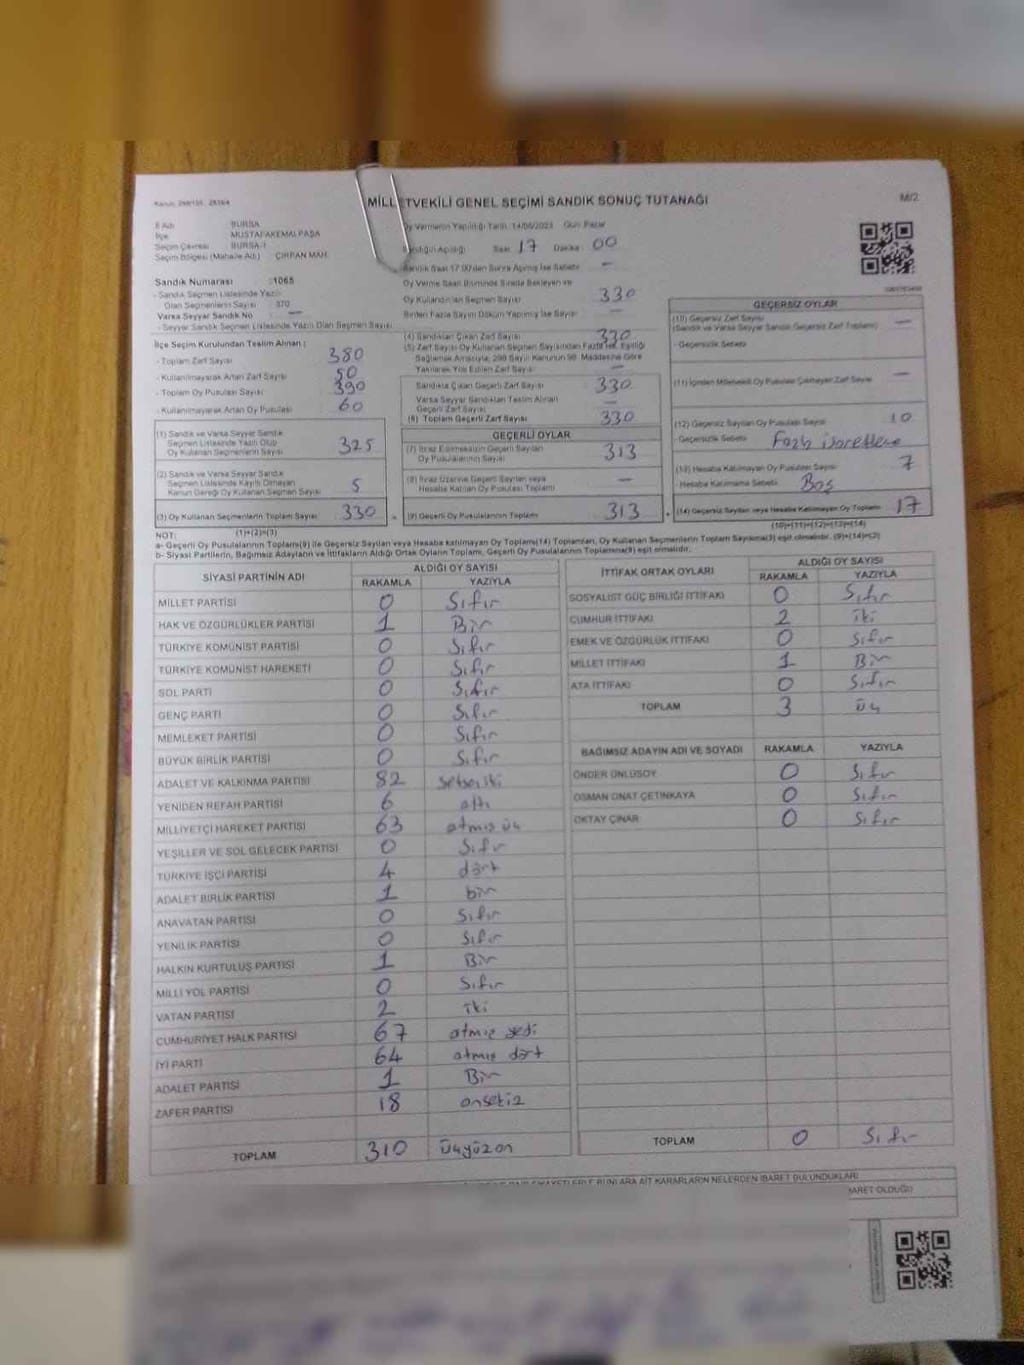 MİLLETVEKİLİ GENEL SEÇİMİ SANDIK SONUÇ TUTANAĞI
M/2
İl Adı BURSA
İlçe MUSTAFAKEMALPAŞA
Seçim Çevresi BURSA-1
Seçim Bölgesi (Mahalle Adı) ÇIRPAN MAH.
Oy Vermenin Yapıldığı Tarih: 14/05/2023 Gün: Pazar
Sandığın Açıldığı Saat 17 Dakika 00
Sandık Saat 17.00'den Sonra Açılmış İse Sebebi —
Sandık Numarası :1065
- Sandık Seçmen Listesinde Yazılı
Olan Seçmenlerin Sayısı :370
Varsa Seyyar Sandık No —
- Seyyar Sandık Seçmen Listesinde Yazılı Olan Seçmen Sayısı
Oy Verme Saati Bitiminde Sırada Bekleyen ve
Oy Kullandırılan Seçmen Sayısı 330
Birden Fazla Sayım Döküm Yapılmış İse Sayısı —
İlçe Seçim Kurulundan Teslim Alınan :
- Toplam Zarf Sayısı 380
- Kullanılmayarak Artan Zarf Sayısı 50
- Toplam Oy Pusulası Sayısı 390
- Kullanılmayarak Artan Oy Pusulası 60
(4) Sandıktan Çıkan Zarf Sayısı 330
(5) Zarf Sayısı Oy Kullanan Seçmen Sayısından Fazla İse, Eşitliği
Sağlamak Amacıyla, 298 Sayılı Kanunun 98. Maddesine Göre
Yakılarak Yok Edilen Zarf Sayısı —
Sandıkta Çıkan Geçerli Zarf Sayısı 330
Varsa Seyyar Sandıktan Teslim Alınan
Geçerli Zarf Sayısı —
(6) Toplam Geçerli Zarf Sayısı 330
GEÇERLİ OYLAR
(7) İtiraz Edilmeksizin Geçerli Sayılan
Oy Pusulalarının Sayısı 313
(8) İtiraz Üzerine Geçerli Sayılan veya
Hesaba Katılan Oy Pusulası Toplamı —
(9) Geçerli Oy Pusulalarının Toplamı 313
(1) Sandık ve Varsa Seyyar Sandık
Seçmen Listesinde Yazılı Olup
Oy Kullanan Seçmenlerin Sayısı 325
(2) Sandık ve Varsa Seyyar Sandık
Seçmen Listesinde Kayıtlı Olmayan
Kanun Gereği Oy Kullanan Seçmen Sayısı 5
(3) Oy Kullanan Seçmenlerin Toplam Sayısı 330
GEÇERSİZ OYLAR
(10) Geçersiz Zarf Sayısı —
(Sandık ve Varsa Seyyar Sandık Geçersiz Zarf Toplamı)
- Geçersizlik Sebebi
(11) İçinden Milletvekili Oy Pusulası Çıkmayan Zarf Sayısı —
(12) Geçersiz Sayılan Oy Pusulası Sayısı 10
- Geçersizlik Sebebi Fazla işaretleme
(13) Hesaba Katılmayan Oy Pusulası Sayısı 7
- Hesaba Katılmama Sebebi Boş
(14) Geçersiz Sayılan veya Hesaba Katılmayan Oy Toplamı 17
NOT: (1)+(2)=(3) (10)+(11)+(12)+(13)=(14)
a- Geçerli Oy Pusulalarının Toplamı(9) ile Geçersiz Sayılan veya Hesaba katılmayan Oy Toplamı(14) Toplamları, Oy Kullanan Seçmenlerin Toplam Sayısına(3) eşit olmalıdır. (9)+(14)=(3)
b- Siyasi Partilerin, Bağımsız Adayların ve İttifakların Aldığı Ortak Oyların Toplamı, Geçerli Oy Pusulalarının Toplamına(9) eşit olmalıdır.
SİYASİ PARTİNİN ADI ALDIĞI OY SAYISI
RAKAMLA YAZIYLA
MİLLET PARTİSİ 0 Sıfır
HAK VE ÖZGÜRLÜKLER PARTİSİ 1 Bir
TÜRKİYE KOMÜNİST PARTİSİ 0 Sıfır
TÜRKİYE KOMÜNİST HAREKETİ 0 Sıfır
SOL PARTİ 0 Sıfır
GENÇ PARTİ 0 Sıfır
MEMLEKET PARTİSİ 0 Sıfır
BÜYÜK BİRLİK PARTİSİ 0 Sıfır
ADALET VE KALKINMA PARTİSİ 82 seksen iki
YENİDEN REFAH PARTİSİ 6 altı
MİLLİYETÇİ HAREKET PARTİSİ 63 atmış üç
YEŞİLLER VE SOL GELECEK PARTİSİ 0 Sıfır
TÜRKİYE İŞÇİ PARTİSİ 4 dört
ADALET BİRLİK PARTİSİ 1 bir
ANAVATAN PARTİSİ 0 Sıfır
YENİLİK PARTİSİ 0 Sıfır
HALKIN KURTULUŞ PARTİSİ 1 Bir
MİLLİ YOL PARTİSİ 0 Sıfır
VATAN PARTİSİ 2 iki
CUMHURİYET HALK PARTİSİ 67 atmış yedi
İYİ PARTİ 64 atmış dört
ADALET PARTİSİ 1 Bir
ZAFER PARTİSİ 18 onsekiz
TOPLAM 310 üçyüzon
İTTİFAK ORTAK OYLARI ALDIĞI OY SAYISI
RAKAMLA YAZIYLA
SOSYALİST GÜÇ BİRLİĞİ İTTİFAKI 0 Sıfır
CUMHUR İTTİFAKI 2 iki
EMEK VE ÖZGÜRLÜK İTTİFAKI 0 Sıfır
MİLLET İTTİFAKI 1 Bir
ATA İTTİFAKI 0 Sıfır
TOPLAM 3 üç
BAĞIMSIZ ADAYIN ADI VE SOYADI RAKAMLA YAZIYLA
ÖNDER ÜNLÜSOY 0 Sıfır
OSMAN ONAT ÇETİNKAYA 0 Sıfır
OKTAY ÇINAR 0 Sıfır
TOPLAM 0 Sıfır